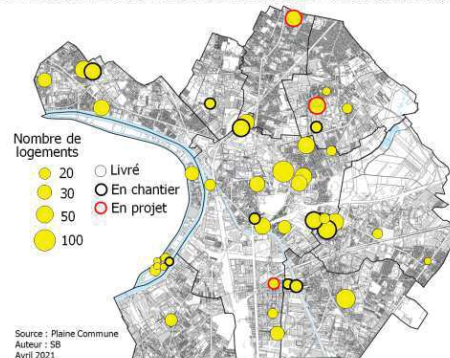 Nombre de
logements
20
30
50
100
Livré
En chantier
En projet
Source : Plaine Commune
Auteur : SB
Avril 2021